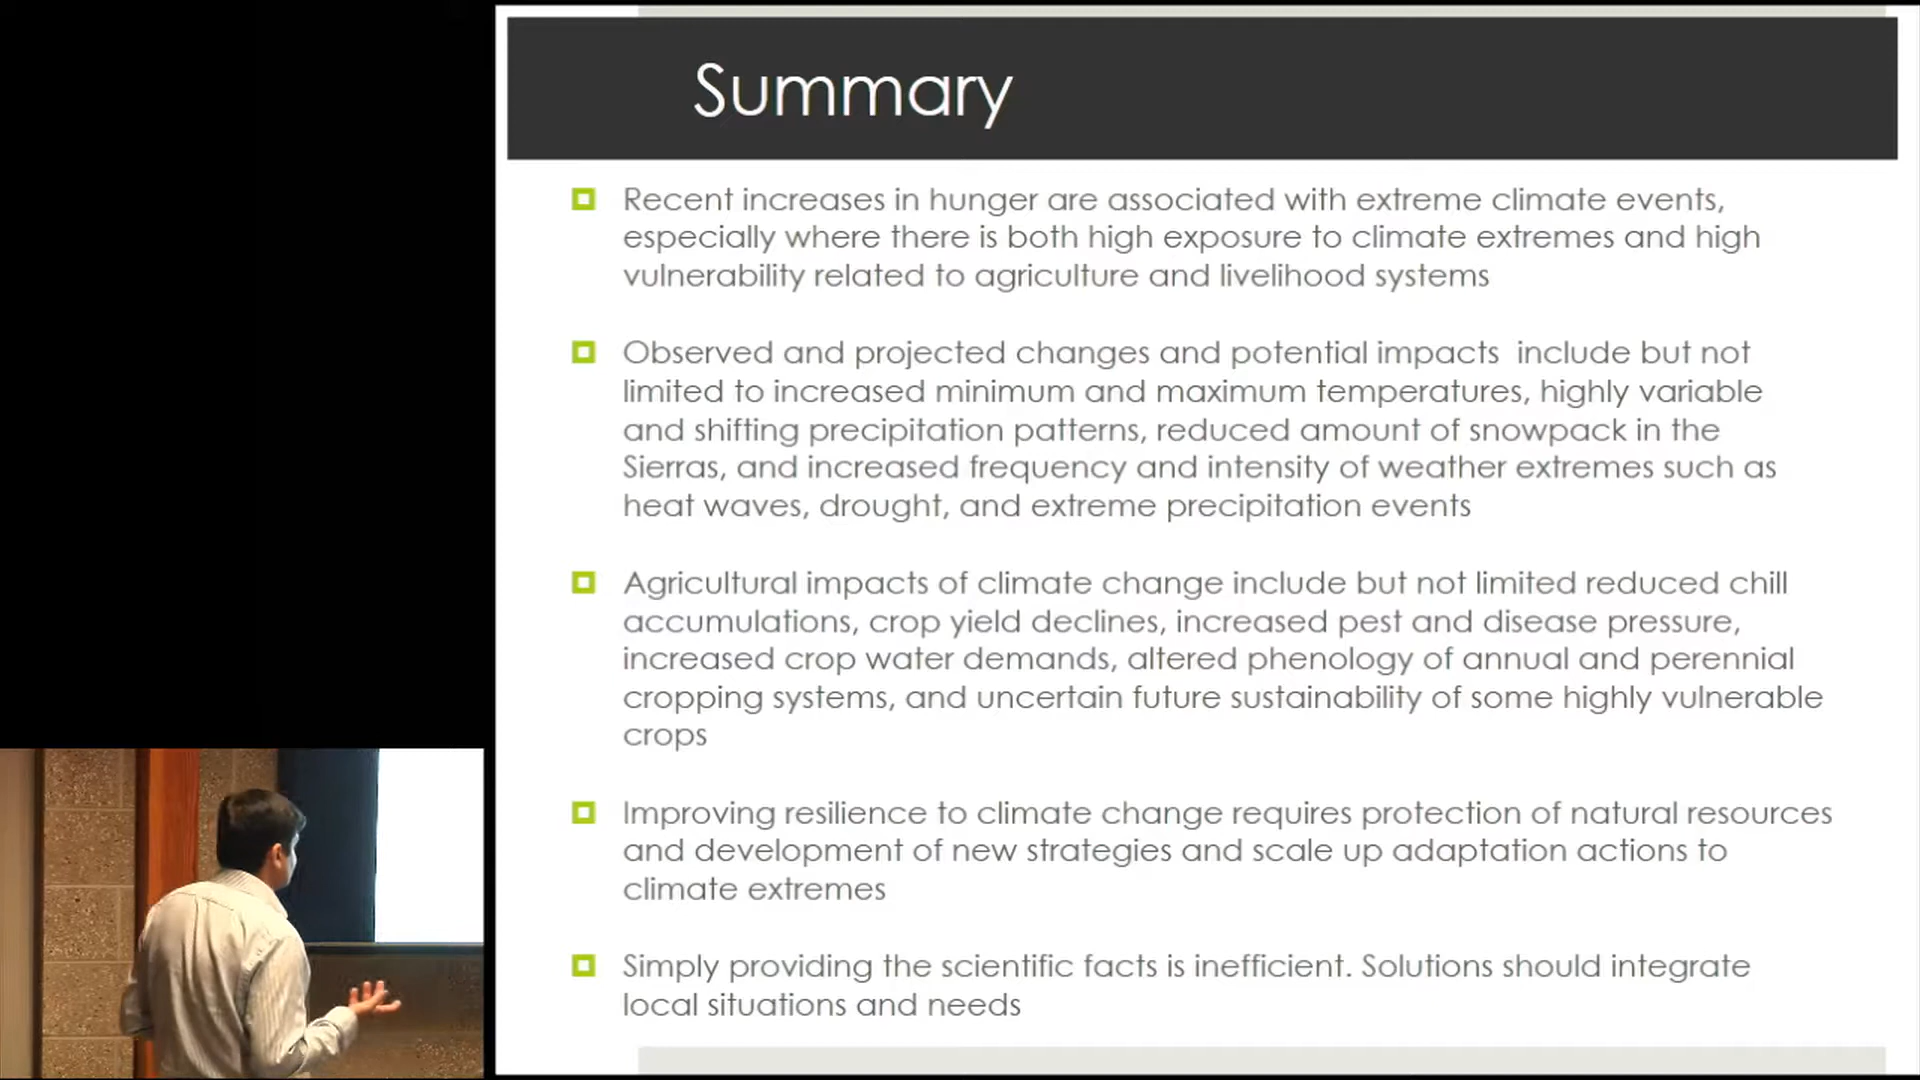 Summary
Recent increases in hunger are associated with extreme climate events,
especially where there is both high exposure to climate extremes and high
vulnerability related to agriculture and livelihood systems
Observed and projected changes and potential impacts  include but not
limited to increased minimum and maximum temperatures, highly variable
and shifting precipitation patterns, reduced amount of snowpack in the
Sierras, and increased frequency and intensity of weather extremes such as
heat waves, drought, and extreme precipitation events
Agricultural impacts of climate change include but not limited reduced chill
accumulations, crop yield declines, increased pest and disease pressure,
increased crop water demands, altered phenology of annual and perennial
cropping systems, and uncertain future sustainability of some highly vulnerable
crops
Improving resilience to climate change requires protection of natural resources
and development of new strategies and scale up adaptation actions to
climate extremes
Simply providing the scientific facts is inefficient. Solutions should integrate
local situations and needs